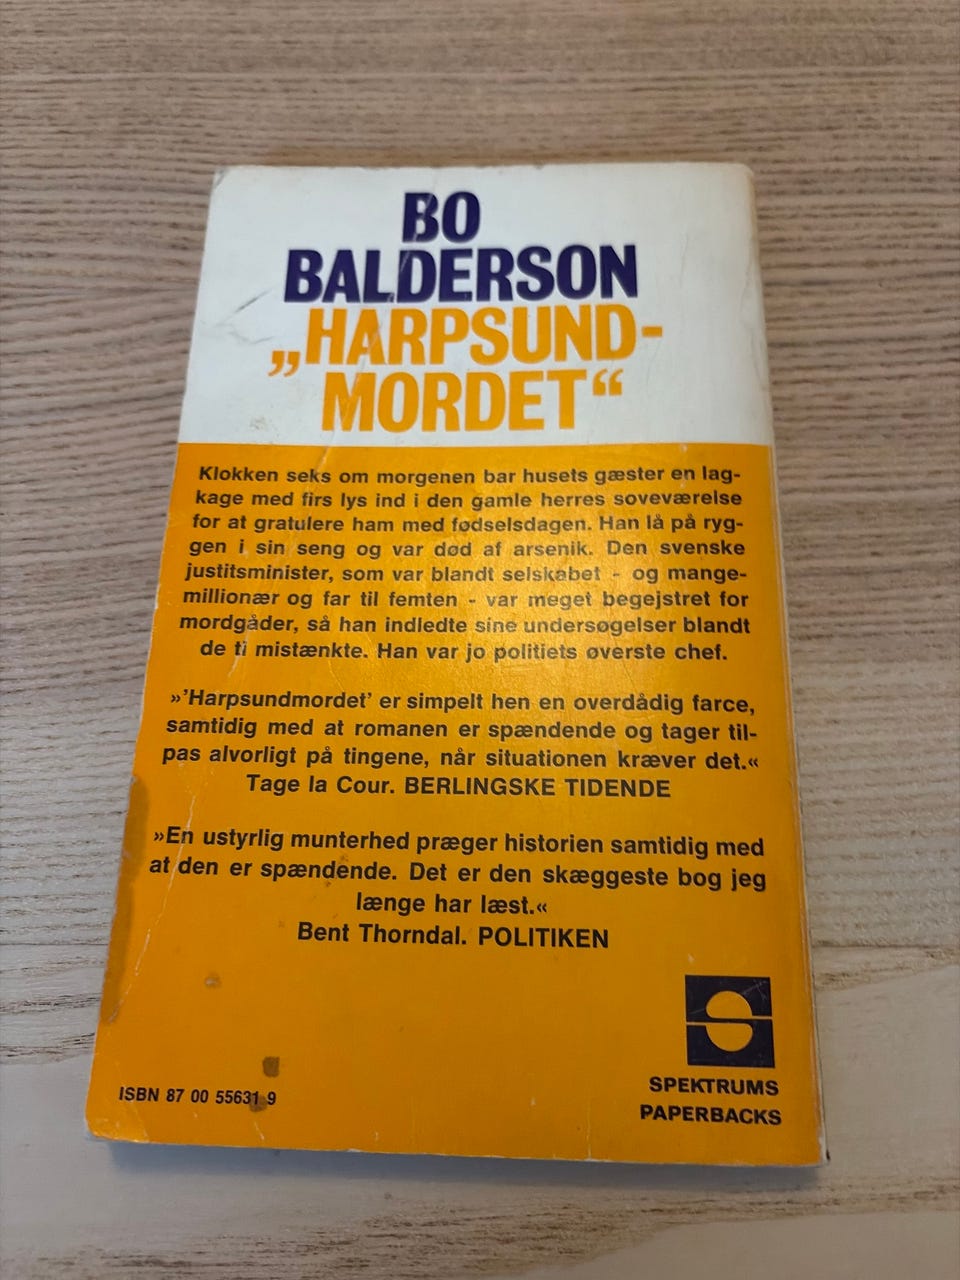 BO
BALDERSON
„HARPSUND-
MORDET“
Klokken seks om morgenen bar husets gæster en lag-
kage med firs lys ind i den gamle herres soveværelse
for at gratulere ham med fødselsdagen. Han lå på ryg-
gen i sin seng og var død af arsenik. Den svenske
justitsminister, som var blandt selskabet - og mange-
millionær og far til femten - var meget begejstret for
mordgåder, så han indledte sine undersøgelser blandt
de ti mistænkte. Han var jo politiets øverste chef.
»'Harpsundmordet' er simpelt hen en overdådig farce,
samtidig med at romanen er spændende og tager til-
pas alvorligt på tingene, når situationen kræver det.«
Tage la Cour. BERLINGSKE TIDENDE
»En ustyrlig munterhed præger historien samtidig med
at den er spændende. Det er den skæggeste bog jeg
længe har læst.«
Bent Thorndal. POLITIKEN
SPEKTRUMS
PAPERBACKS
ISBN 87 00 55631 9